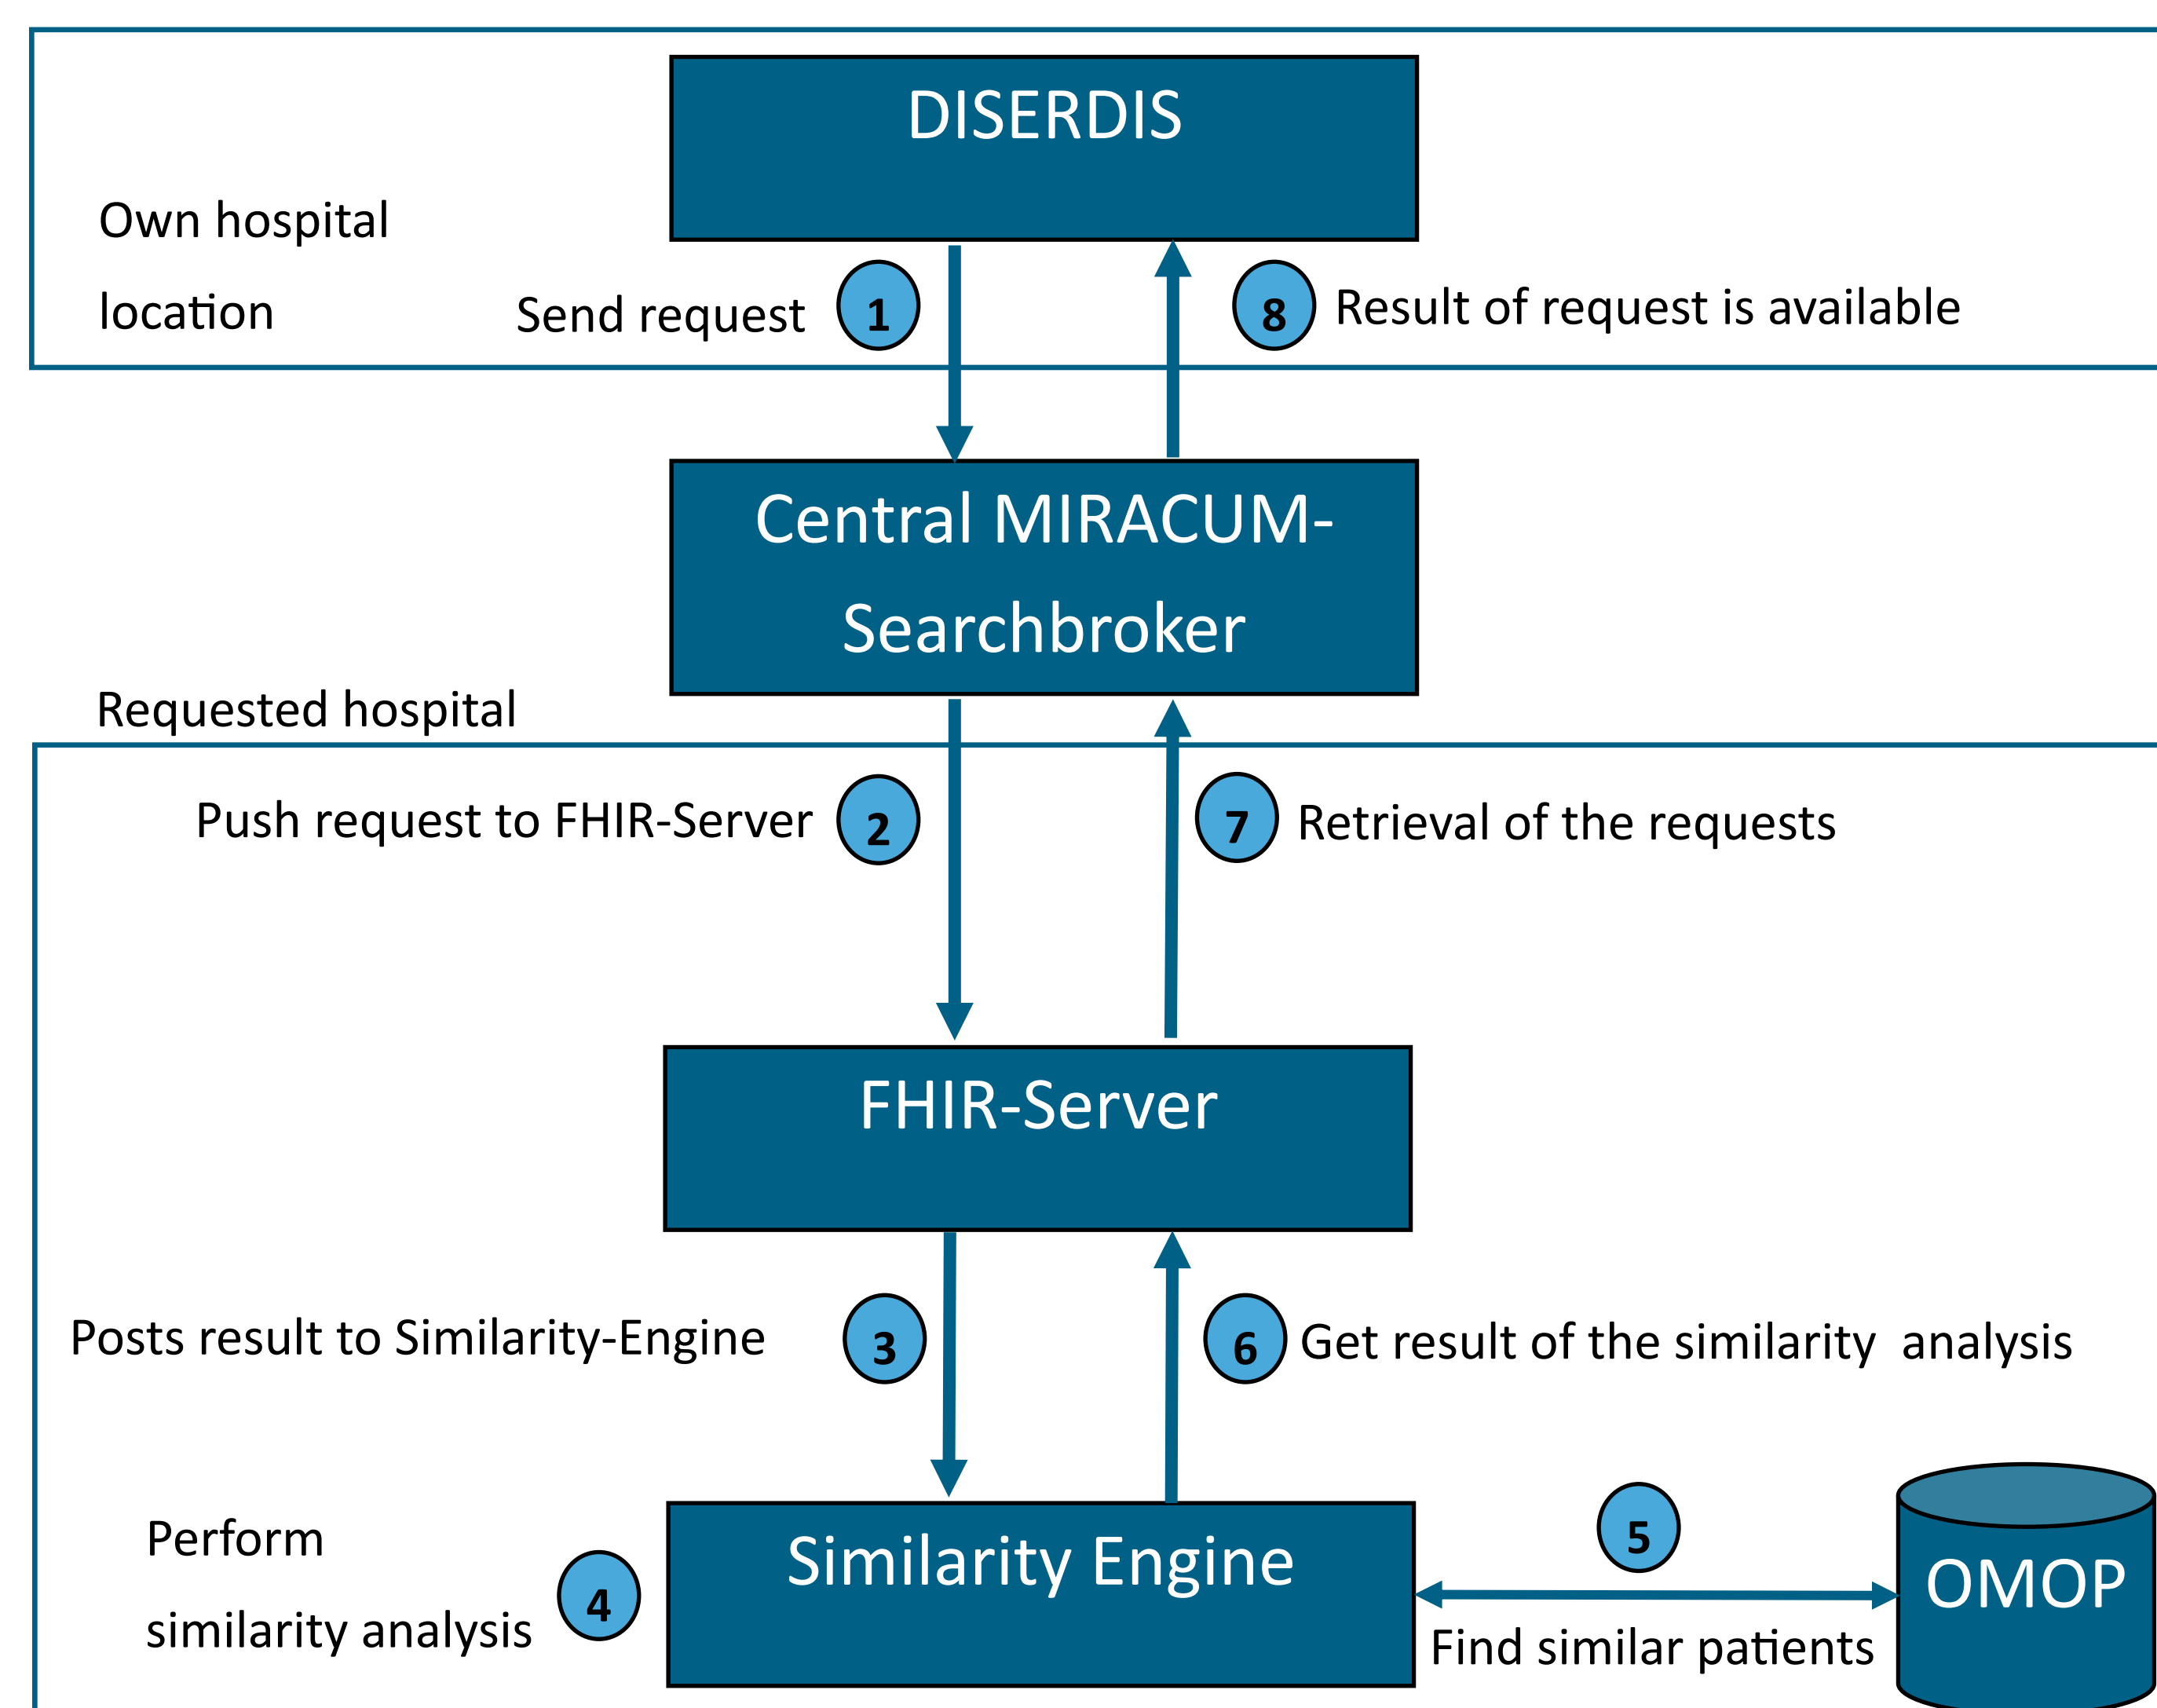 DISERDIS
Own hospital
location
Send request
1
8
Result of request is available
Central MIRACUM-
Searchbroker
Requested hospital
Push request to FHIR-Server
2
7
Retrieval of the requests
FHIR-Server
Posts result to Similarity-Engine
3
6
Get result of the similarity analysis
Perform
similarity analysis
4
Similarity Engine
5
Find similar patients
OMOP